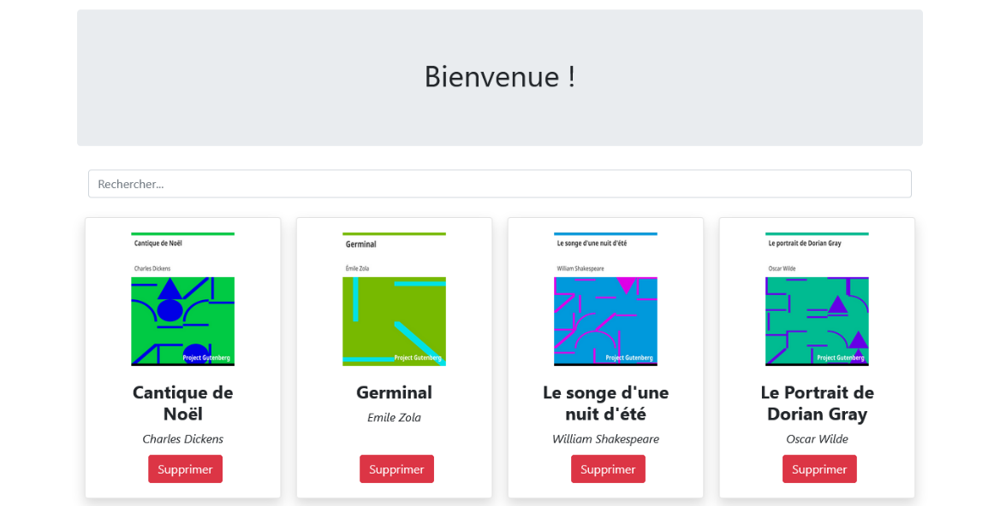 Bienvenue !
Rechercher...
Cantique de Noël
Charles Dickens
Project Gutenberg
Cantique de
Noël
Charles Dickens
Supprimer
Germinal
Émile Zola
Project Gutenberg
Germinal
Emile Zola
Supprimer
Le songe d'une nuit d'été
William Shakespeare
Project Gutenberg
Le songe d'une
nuit d'été
William Shakespeare
Supprimer
Le portrait de Dorian Gray
Oscar Wilde
Project Gutenberg
Le Portrait de
Dorian Gray
Oscar Wilde
Supprimer